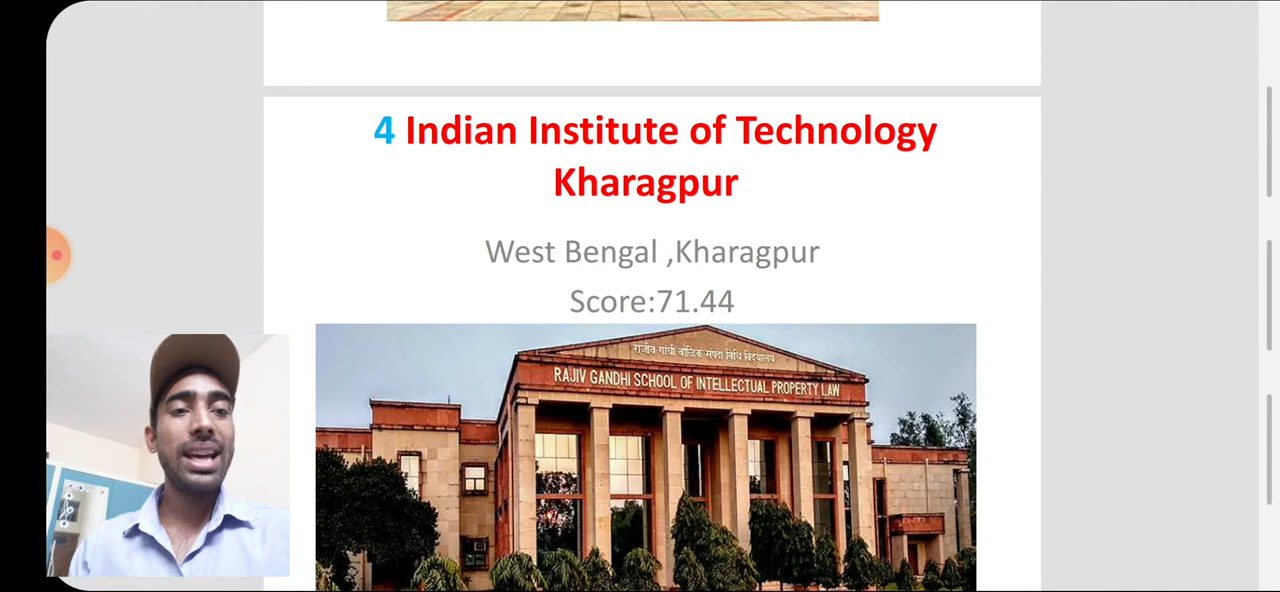 4 Indian Institute of Technology
Kharagpur
West Bengal ,Kharagpur
Score:71.44
राजीव गांधी बौद्धिक संपदा विधि विद्यालय
RAJIV GANDHI SCHOOL OF INTELLECTUAL PROPERTY LAW